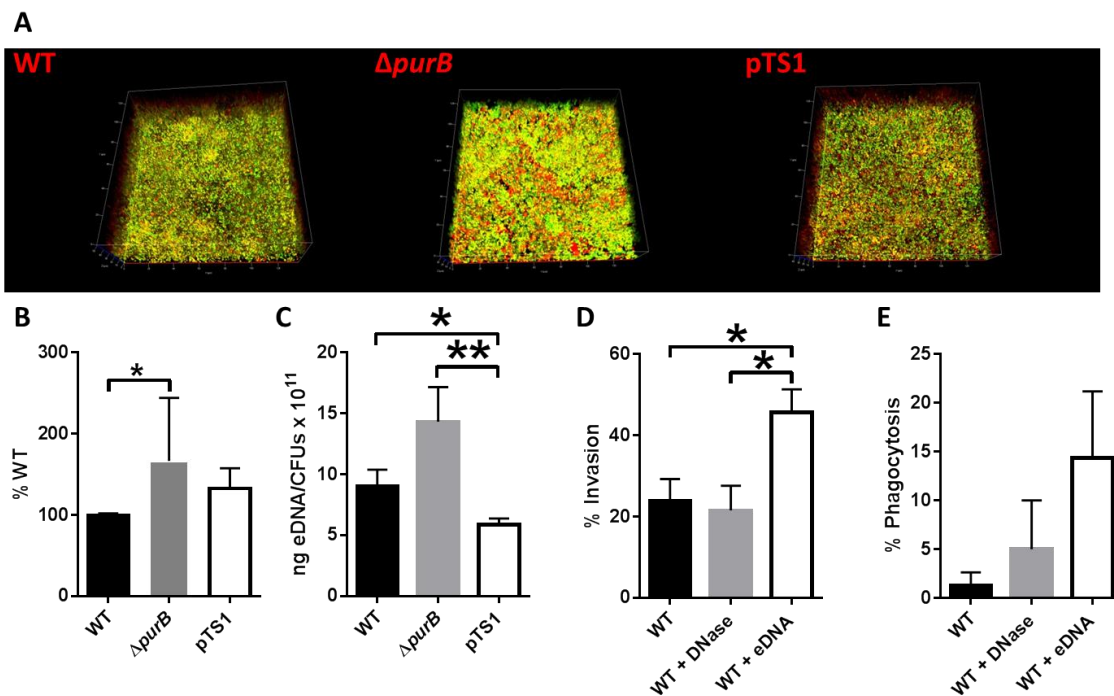 A
WT ΔpurB pTS1
B
300
200
100
0
% WT
*
WT ΔpurB pTS1
C
20
15
10
5
0
ng eDNA/CFUs x 10¹¹
*
**
WT ΔpurB pTS1
D
60
40
20
0
% Invasion
*
*
WT WT + DNase WT + eDNA
E
25
20
15
10
5
0
% Phagocytosis
WT WT + DNase WT + eDNA